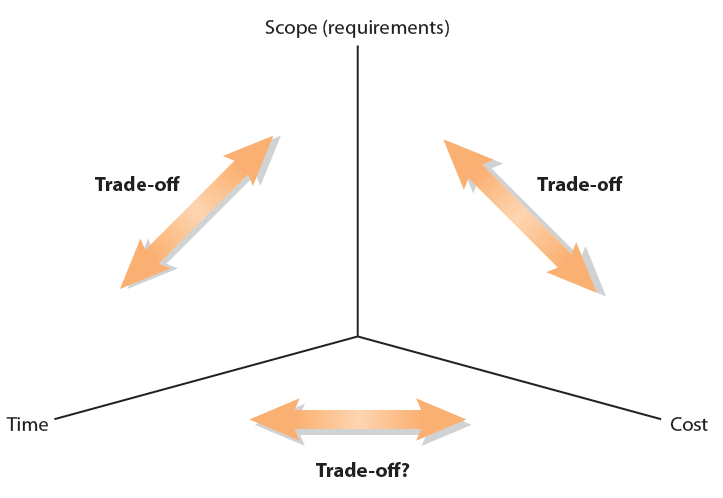 Scope (requirements)
Trade-off
Trade-off
Time
Cost
Trade-off?